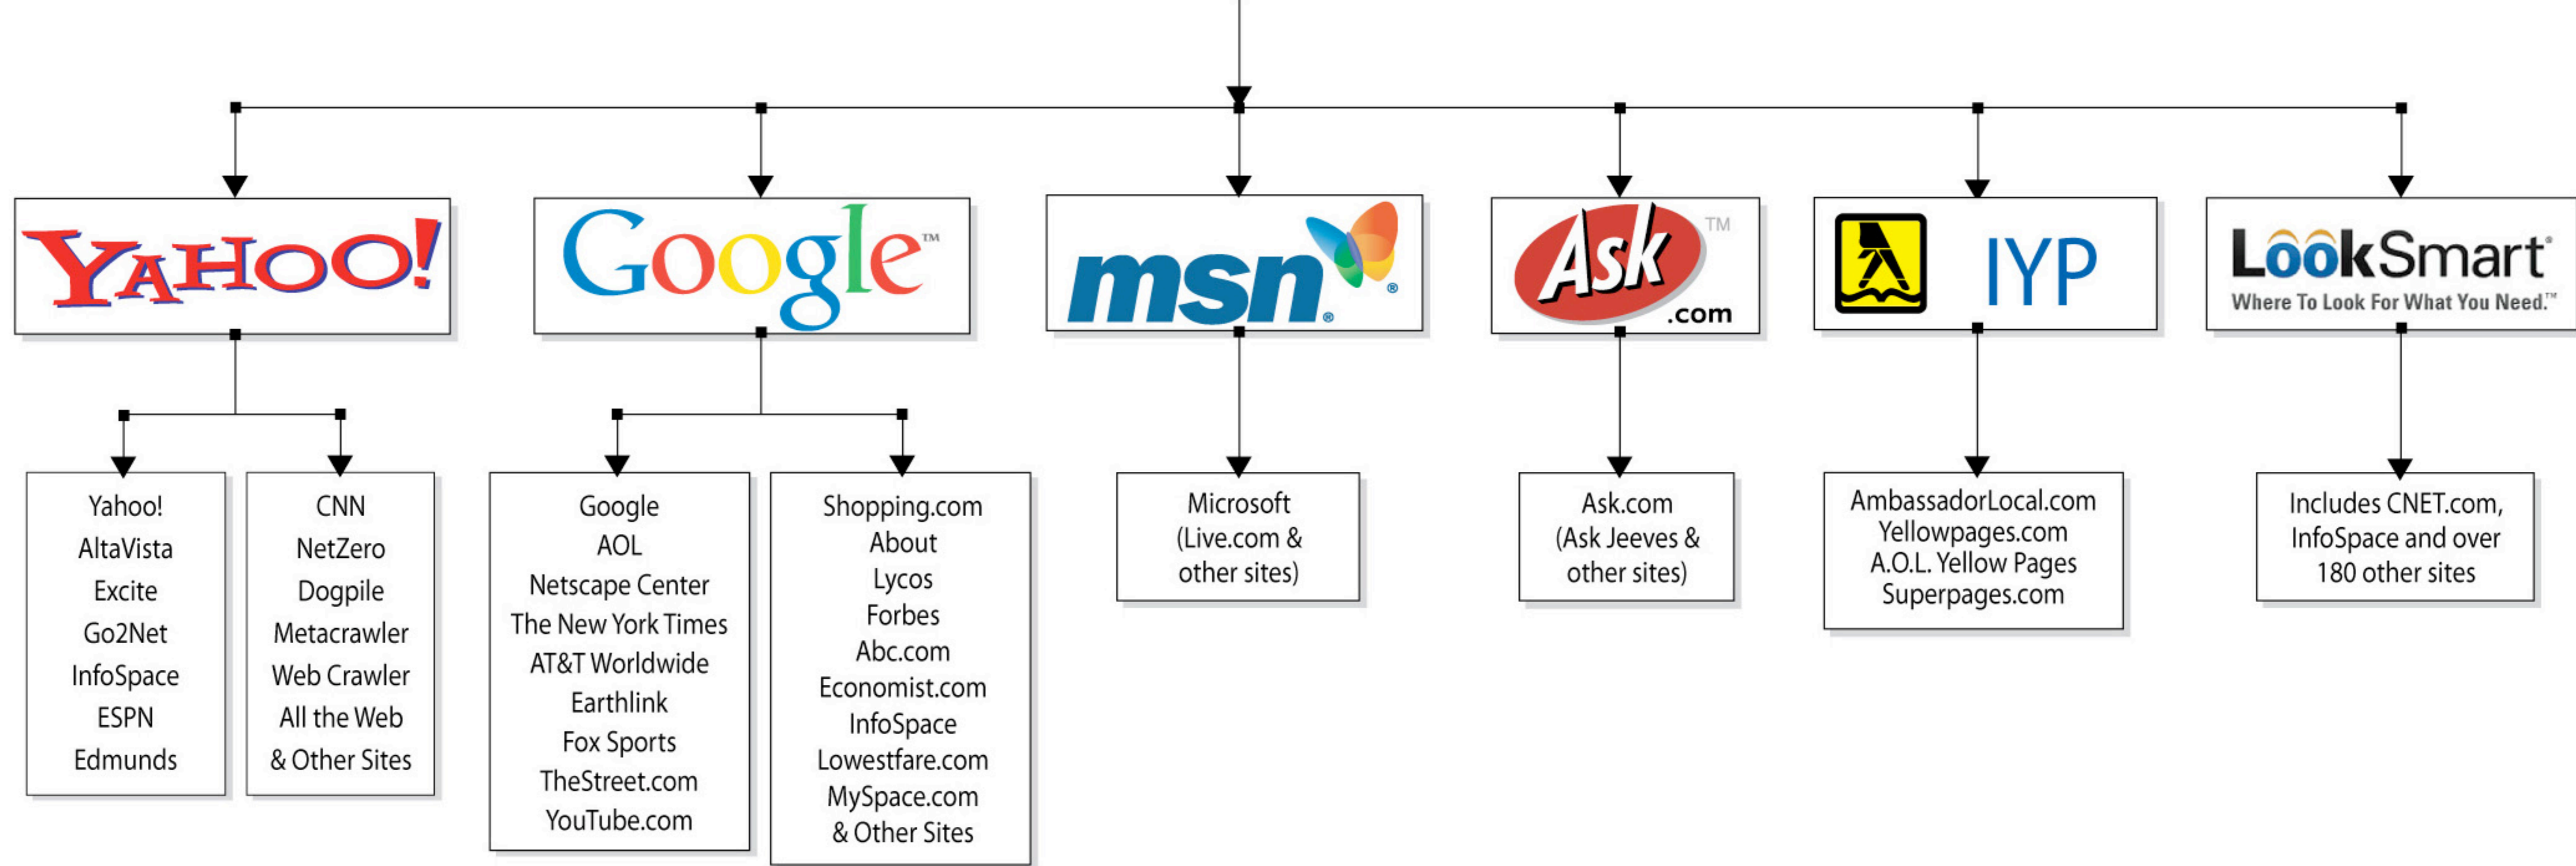 YAHOO!
Google™
msn®
®
Ask™
.com
IYP
LookSmart®
Where To Look For What You Need.™
Yahoo!
AltaVista
Excite
Go2Net
InfoSpace
ESPN
Edmunds
CNN
NetZero
Dogpile
Metacrawler
Web Crawler
All the Web
& Other Sites
Google
AOL
Netscape Center
The New York Times
AT&T Worldwide
Earthlink
Fox Sports
TheStreet.com
YouTube.com
Shopping.com
About
Lycos
Forbes
Abc.com
Economist.com
InfoSpace
Lowestfare.com
MySpace.com
& Other Sites
Microsoft
(Live.com &
other sites)
Ask.com
(Ask Jeeves &
other sites)
AmbassadorLocal.com
Yellowpages.com
A.O.L. Yellow Pages
Superpages.com
Includes CNET.com,
InfoSpace and over
180 other sites